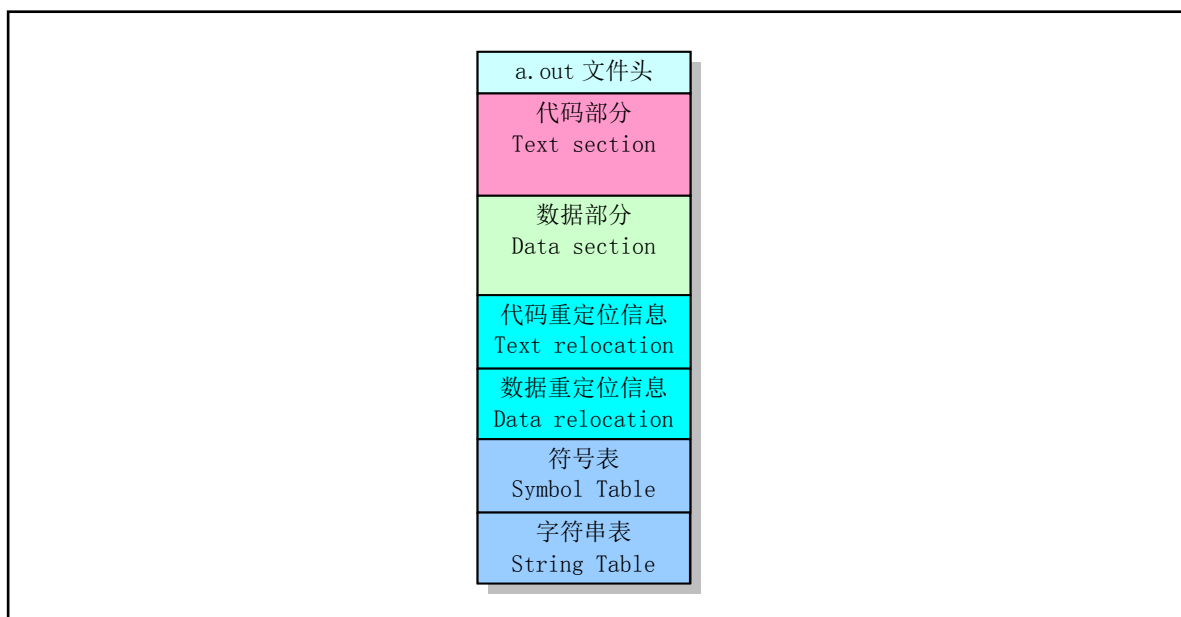 a.out 文件头
代码部分
Text section
数据部分
Data section
代码重定位信息
Text relocation
数据重定位信息
Data relocation
符号表
Symbol Table
字符串表
String Table